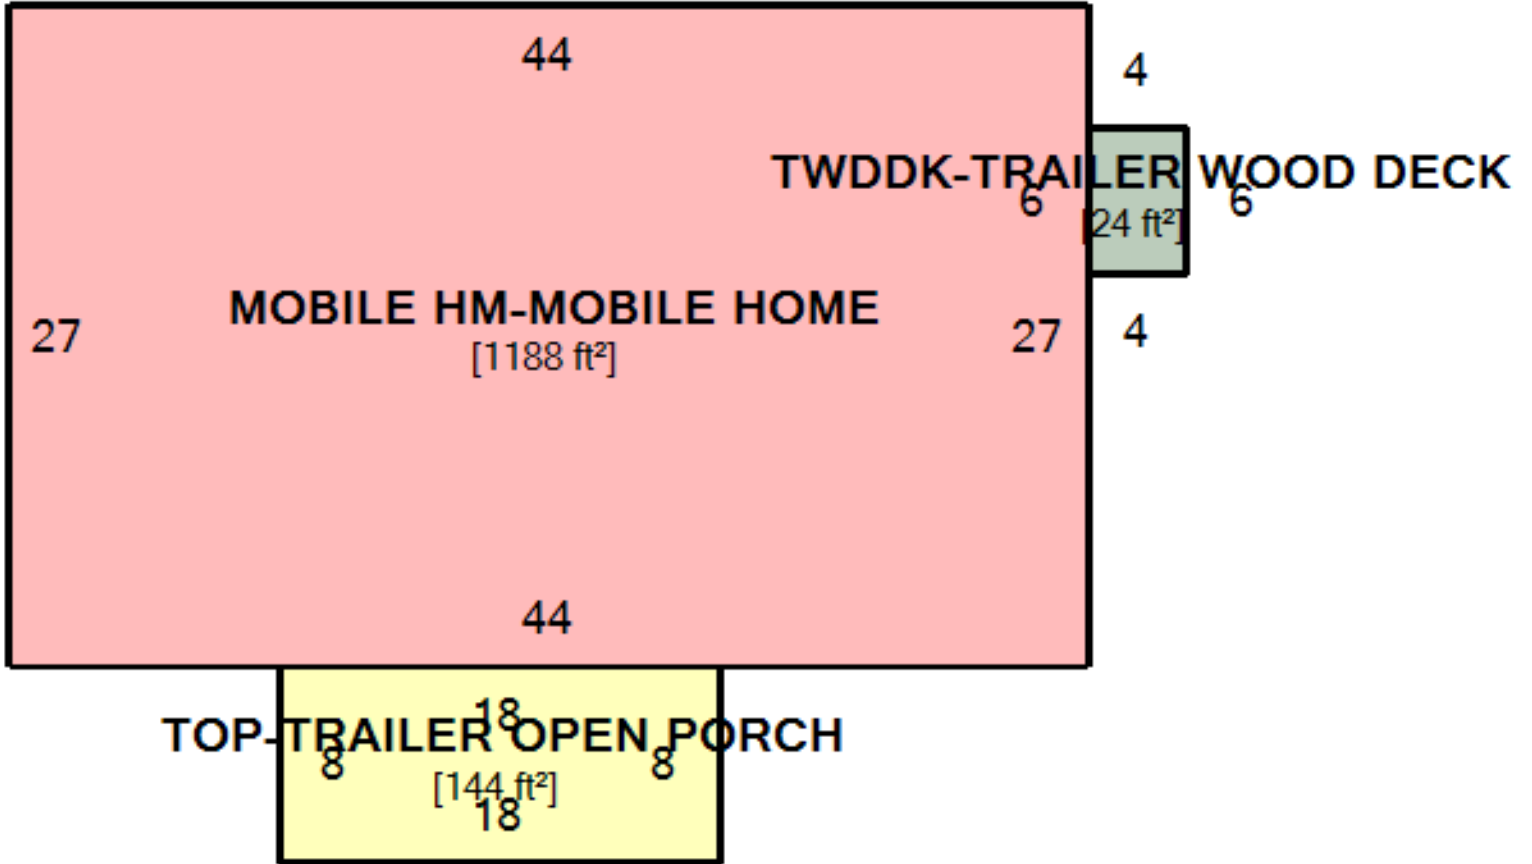 44
4
TWDDK-TRAILER WOOD DECK
6
6
[24 ft²]
MOBILE HM-MOBILE HOME
27
27
4
[1188 ft²]
44
18
TOP-TRAILER OPEN PORCH
8
8
[144 ft²]
18